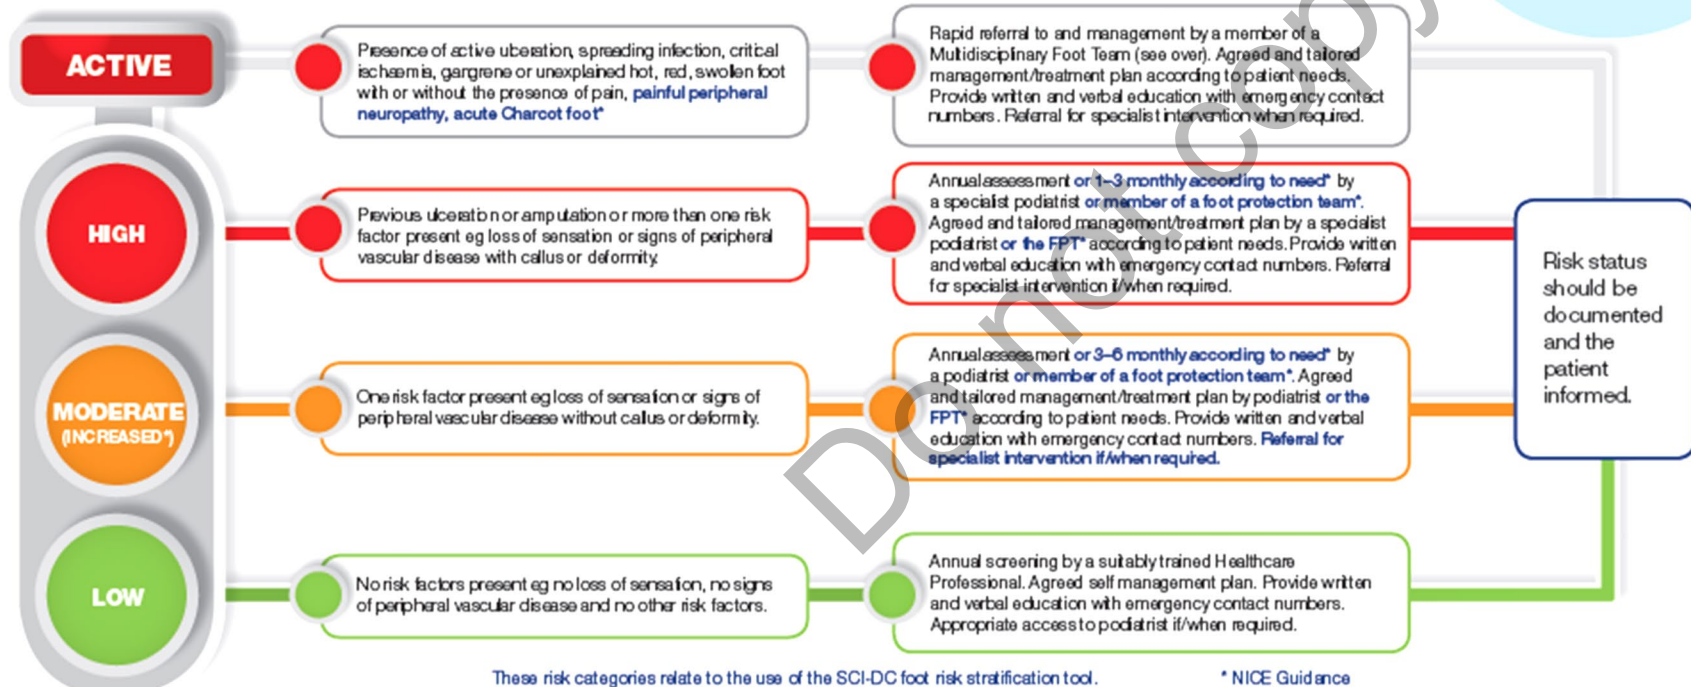 ACTIVE
Presence of active ulceration, spreading infection, critical
ischaemia, gangrene or unexplained hot, red, swollen foot
with or without the presence of pain, painful peripheral
neuropathy, acute Charcot foot*
Rapid referral to and management by a member of a
Multidisciplinary Foot Team (see over). Agreed and tailored
management/treatment plan according to patient needs.
Provide written and verbal education with emergency contact
numbers. Referral for specialist intervention when required.
HIGH
Previous ulceration or amputation or more than one risk
factor present eg loss of sensation or signs of peripheral
vascular disease with callus or deformity.
Annual assessment or 1–3 monthly according to need* by
a specialist podiatrist or member of a foot protection team*.
Agreed and tailored management/treatment plan by a specialist
podiatrist or the FPT* according to patient needs. Provide written
and verbal education with emergency contact numbers. Referral
for specialist intervention if/when required.
MODERATE
(INCREASED*)
One risk factor present eg loss of sensation or signs of
peripheral vascular disease without callus or deformity.
Annual assessment or 3–6 monthly according to need* by
a podiatrist or member of a foot protection team*. Agreed
and tailored management/treatment plan by podiatrist or the
FPT* according to patient needs. Provide written and verbal
education with emergency contact numbers. Referral for
specialist intervention if/when required.
LOW
No risk factors present eg no loss of sensation, no signs
of peripheral vascular disease and no other risk factors.
Annual screening by a suitably trained Healthcare
Professional. Agreed self management plan. Provide written
and verbal education with emergency contact numbers.
Appropriate access to podiatrist if/when required.
Risk status
should be
documented
and the
patient
informed.
These risk categories relate to the use of the SCI-DC foot risk stratification tool.
* NICE Guidance
Do not copy